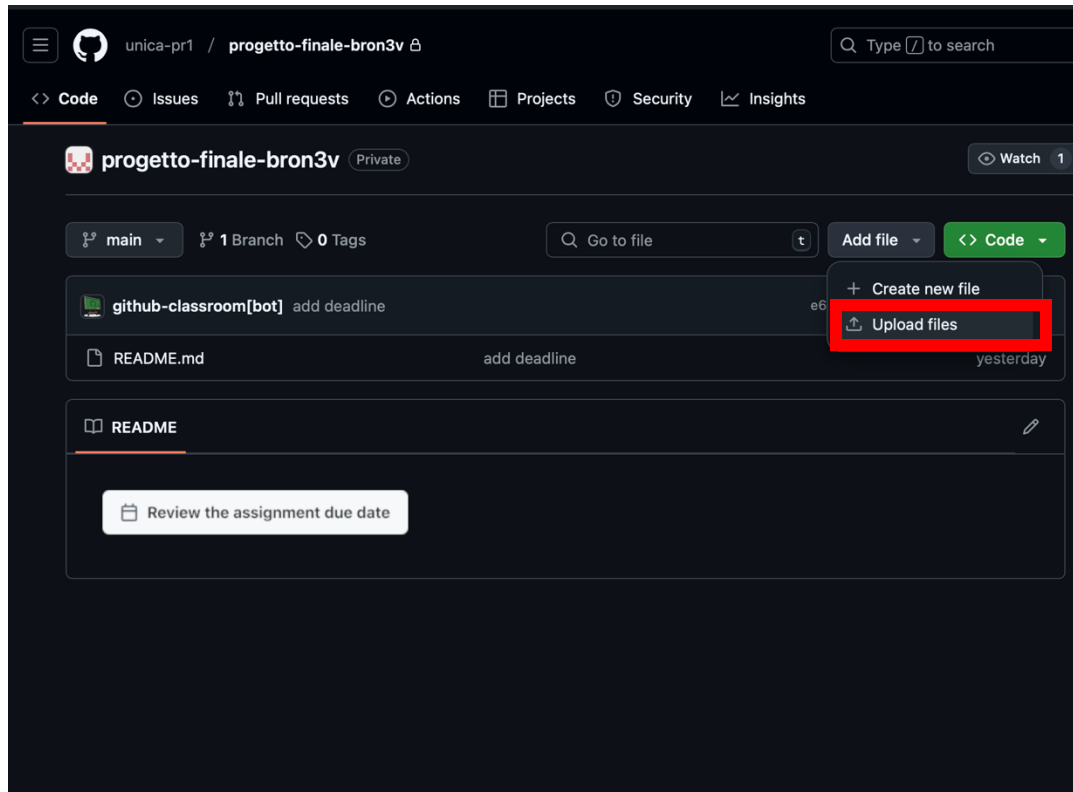 unica-pr1 / progetto-finale-bron3v Type / to search
<> Code Issues Pull requests Actions Projects Security Insights
progetto-finale-bron3v Private Watch 1
main 1 Branch 0 Tags Go to file t Add file <> Code
Create new file
github-classroom[bot] add deadline e6
Upload files
README.md add deadline yesterday
README
Review the assignment due date